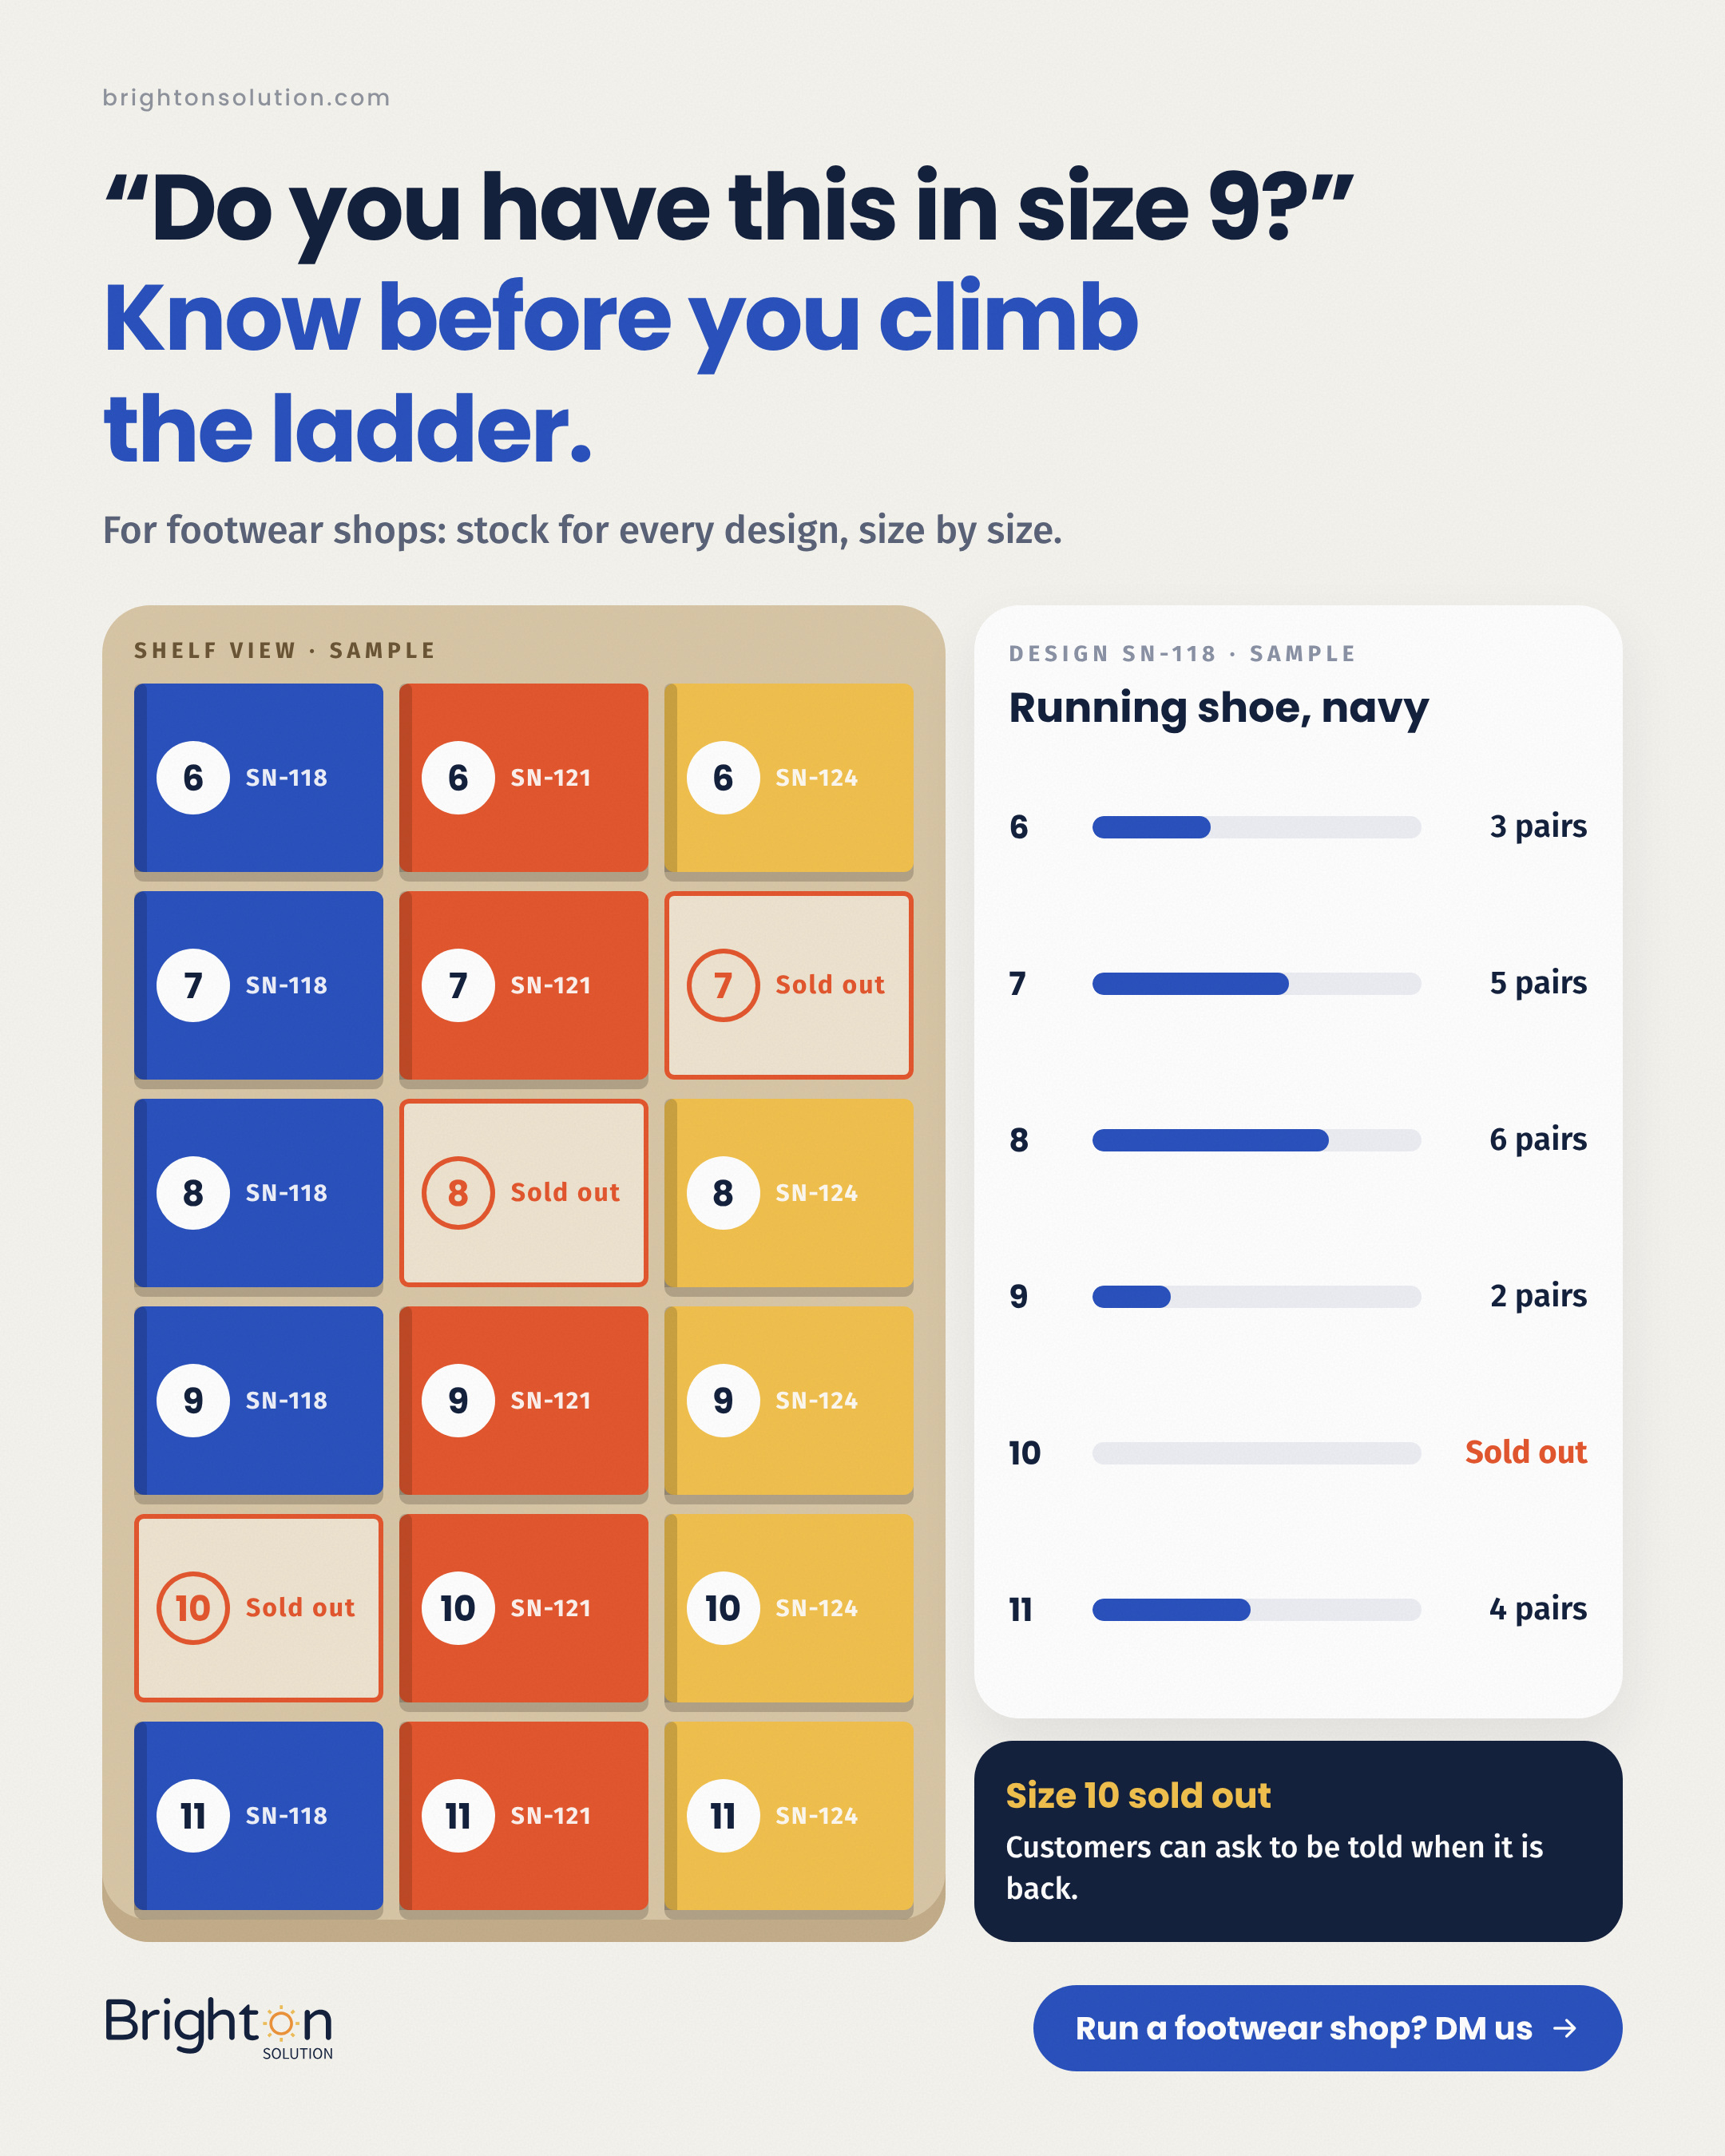 brightonsolution.com
“Do you have this in size 9?”
Know before you climb
the ladder.
For footwear shops: stock for every design, size by size.
SHELF VIEW · SAMPLE
6 SN-118
6 SN-121
6 SN-124
7 SN-118
7 SN-121
7 Sold out
8 SN-118
8 Sold out
8 SN-124
9 SN-118
9 SN-121
9 SN-124
10 Sold out
10 SN-121
10 SN-124
11 SN-118
11 SN-121
11 SN-124
DESIGN SN-118 · SAMPLE
Running shoe, navy
6 3 pairs
7 5 pairs
8 6 pairs
9 2 pairs
10 Sold out
11 4 pairs
Size 10 sold out
Customers can ask to be told when it is
back.
Brighton
SOLUTION
Run a footwear shop? DM us →